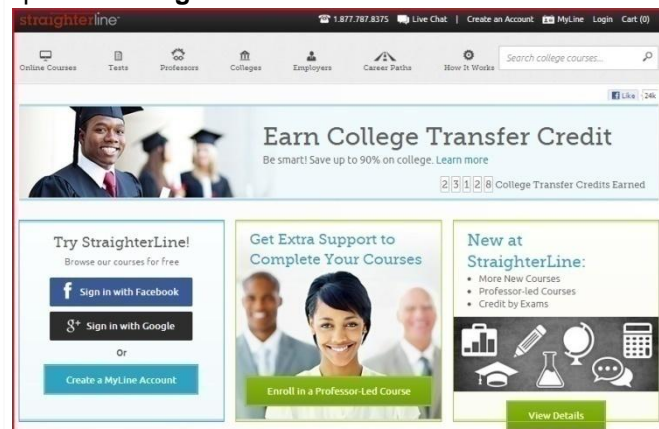 straighterline
1.877.787.8375 Live Chat | Create an Account MyLine Login Cart (0)
Online Courses Tests Professors Colleges Employers Career Paths How It Works Search college courses...
Like 24k
Earn College Transfer Credit
Be smart! Save up to 90% on college. Learn more
2 3 1 2 8 College Transfer Credits Earned
Try StraighterLine!
Browse our courses for free
f Sign in with Facebook
g+ Sign in with Google
Or
Create a MyLine Account
Get Extra Support to
Complete Your Courses
Enroll in a Professor-Led Course
New at
StraighterLine:
• More New Courses
• Professor-led Courses
• Credit by Exams
View Details